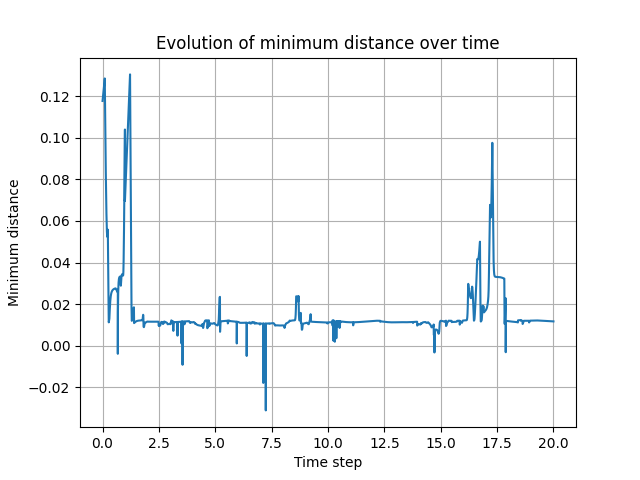 Evolution of minimum distance over time
Minimum distance
0.12
0.10
0.08
0.06
0.04
0.02
0.00
−0.02
0.0 2.5 5.0 7.5 10.0 12.5 15.0 17.5 20.0
Time step